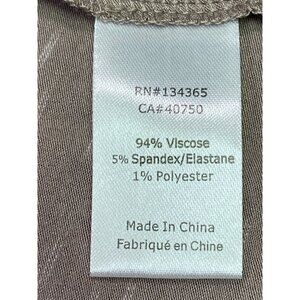 RN#134365
CA#40750
94% Viscose
5% Spandex/Elastane
1% Polyester
Made In China
Fabriqué en Chine